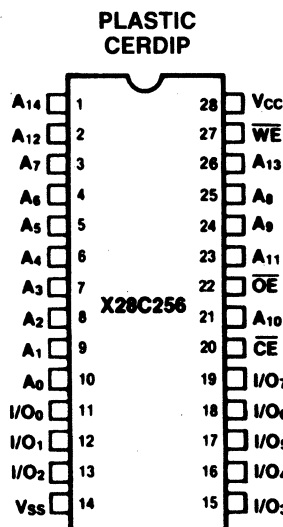 PLASTIC
CERDIP
A14 1 28 VCC
A12 2 27 WE
A7 3 26 A13
A6 4 25 A8
A5 5 24 A9
A4 6 23 A11
A3 7 22 OE
A2 8 21 A10
A1 9 20 CE
A0 10 19 I/O7
I/O0 11 18 I/O6
I/O1 12 17 I/O5
I/O2 13 16 I/O4
VSS 14 15 I/O3
X28C256